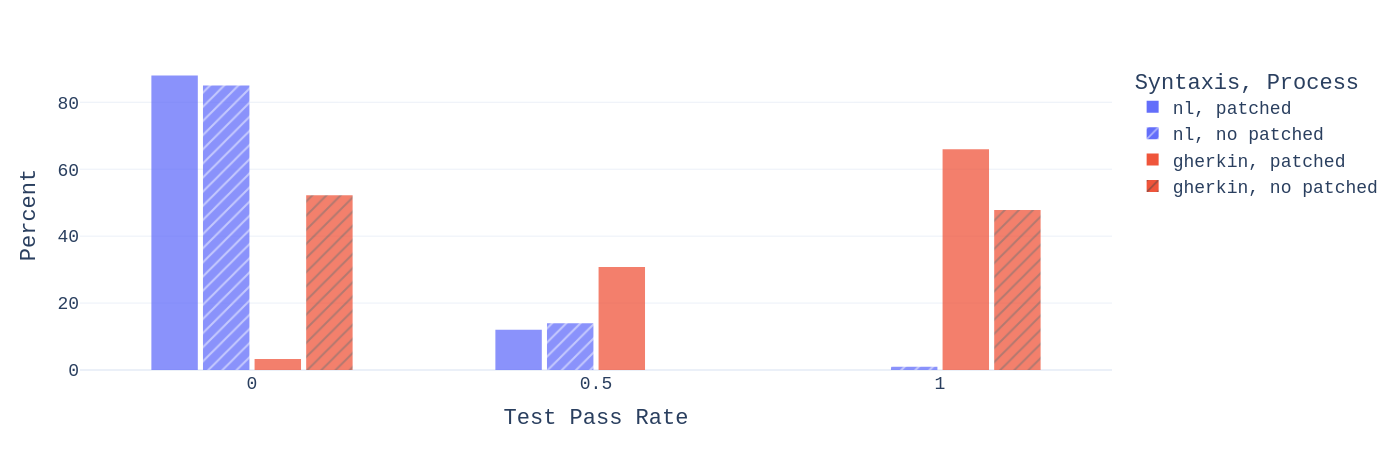 Percent
80
60
40
20
0
0
0.5
1
Test Pass Rate
Syntaxis, Process
nl, patched
nl, no patched
gherkin, patched
gherkin, no patched